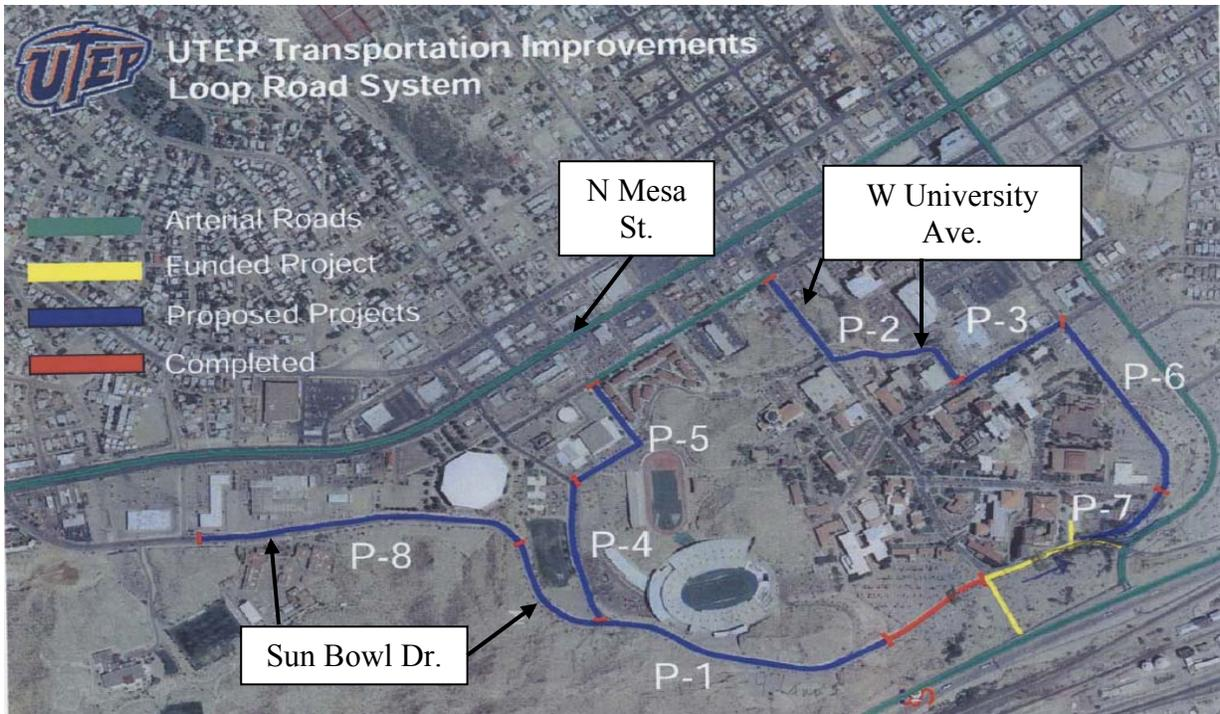 UTEP
UTEP Transportation Improvements
Loop Road System
Arterial Roads
Funded Project
Proposed Projects
Completed
N Mesa
St.
W University
Ave.
P-2
P-3
P-6
P-5
P-7
P-4
P-8
Sun Bowl Dr.
P-1